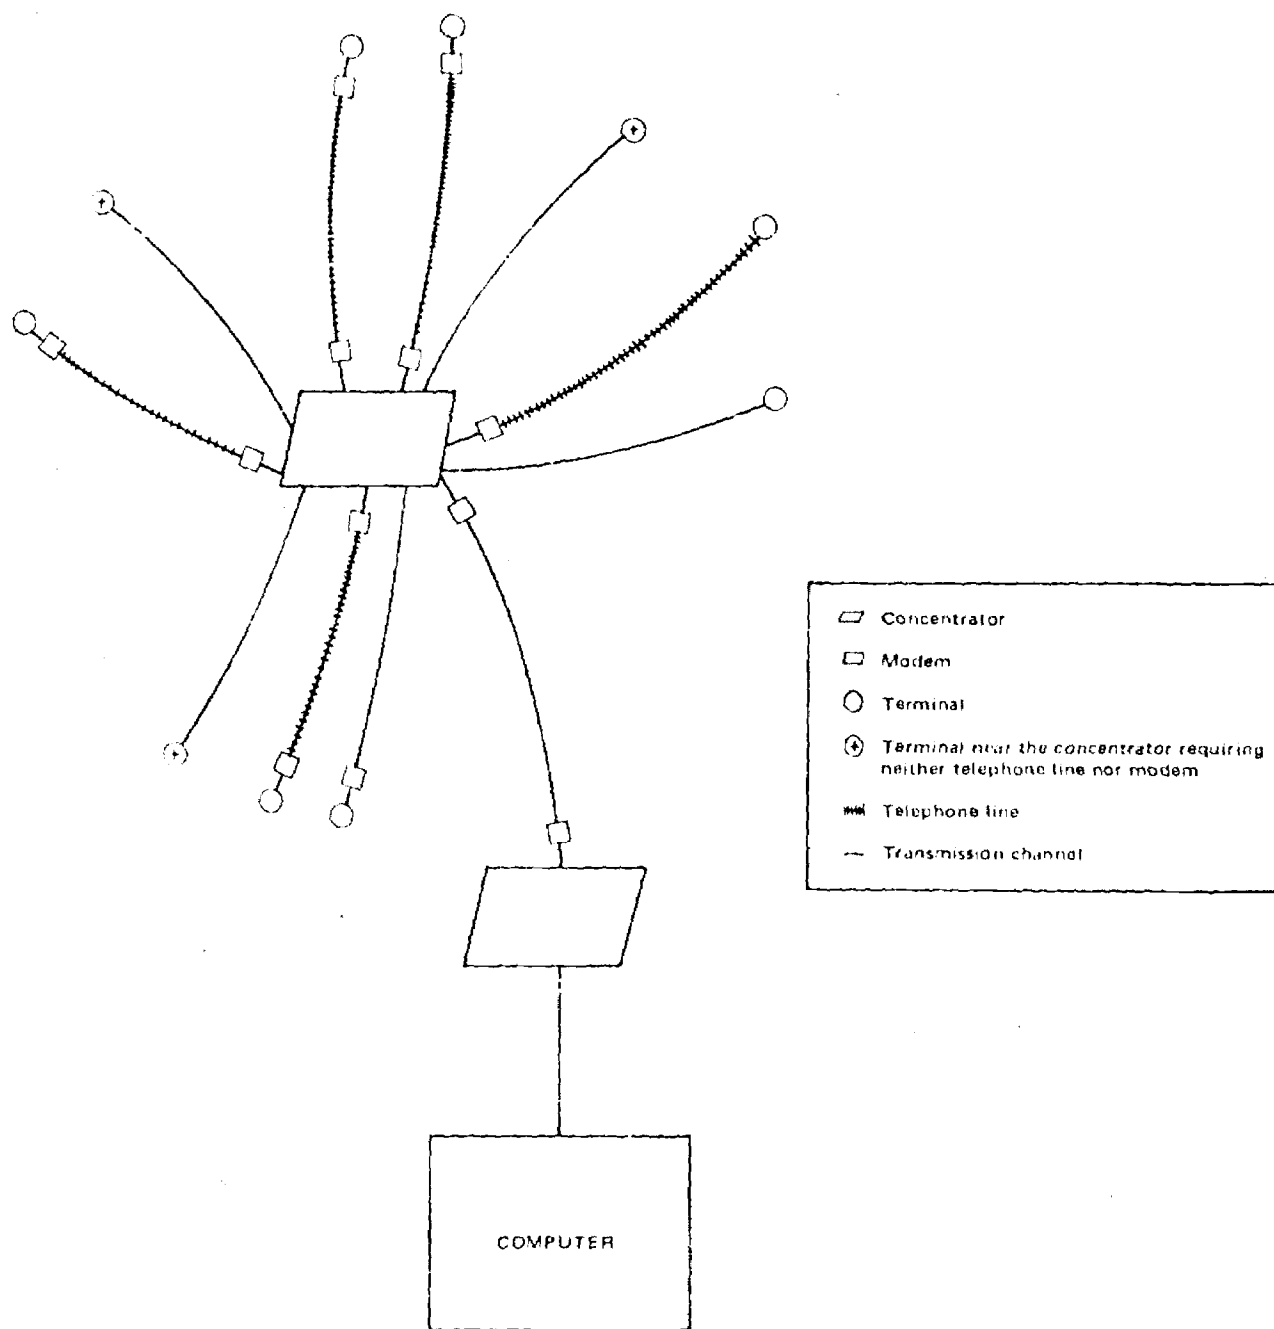 Concentrator
Modem
Terminal
Terminal near the concentrator requiring
neither telephone line nor modem
Telephone line
Transmission channel
COMPUTER